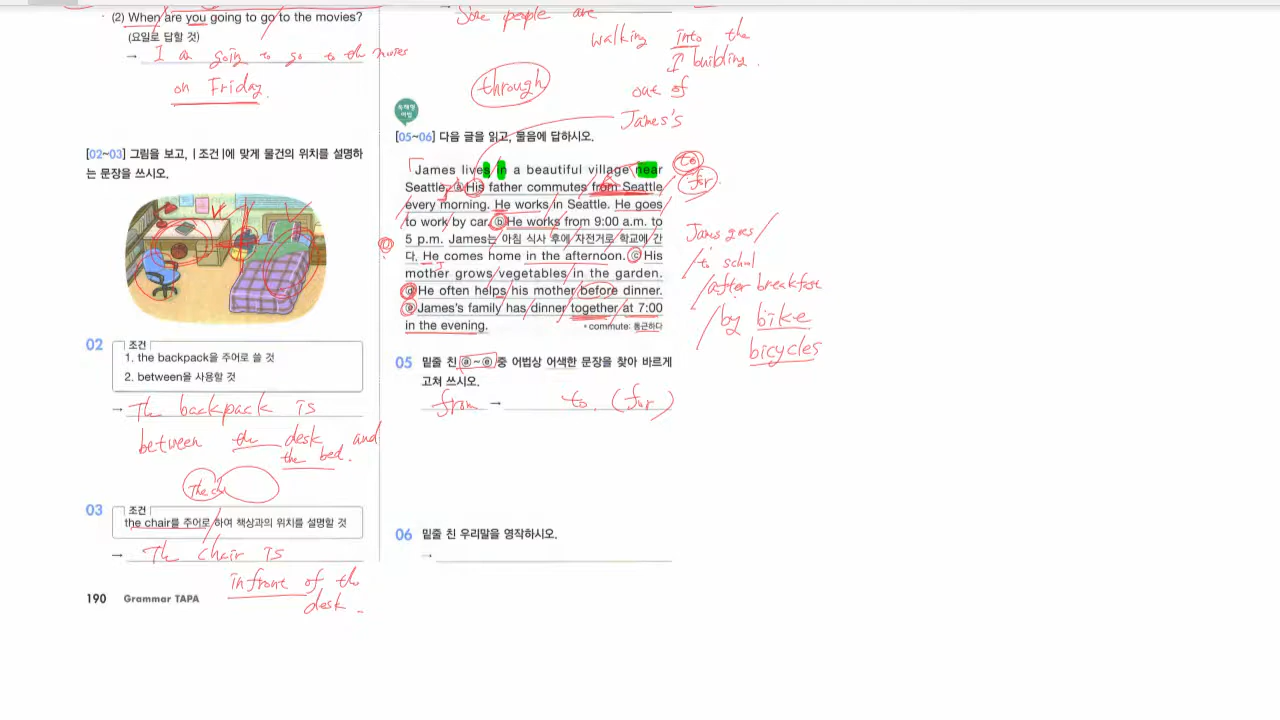 (2) When are you going to go to the movies?
(요일로 답할 것)
→ I am going to go to the movies
on Friday.
[02~03] 그림을 보고, |조건|에 맞게 물건의 위치를 설명하
는 문장을 쓰시오.
02
조건
1. the backpack을 주어로 쓸 것
2. between을 사용할 것
→ The backpack is
between the desk and
the bed.
The ch
03
조건
the chair를 주어로 하여 책상과의 위치를 설명할 것
→ The chair is
in front of the
desk.
190 Grammar TAPA
Some people are
walking into the
building.
through
out of
James's
독해형
[05~06] 다음 글을 읽고, 물음에 답하시오.
James lives in a beautiful village near
Seattle. ⓐHis father commutes from Seattle
every morning. He works in Seattle. He goes
to work by car. ⓑHe works from 9:00 a.m. to
5 p.m. James는 아침 식사 후에 자전거로 학교에 간
다. He comes home in the afternoon. ⓒHis
mother grows vegetables in the garden.
ⓓHe often helps his mother before dinner.
ⓔJames's family has dinner together at 7:00
in the evening.
* commute: 통근하다
to
for
James goes
to school
after breakfast
by bike
bicycles
05 밑줄 친 ⓐ~ⓔ중 어법상 어색한 문장을 찾아 바르게
고쳐 쓰시오.
from → to. (for)
06 밑줄 친 우리말을 영작하시오.
→